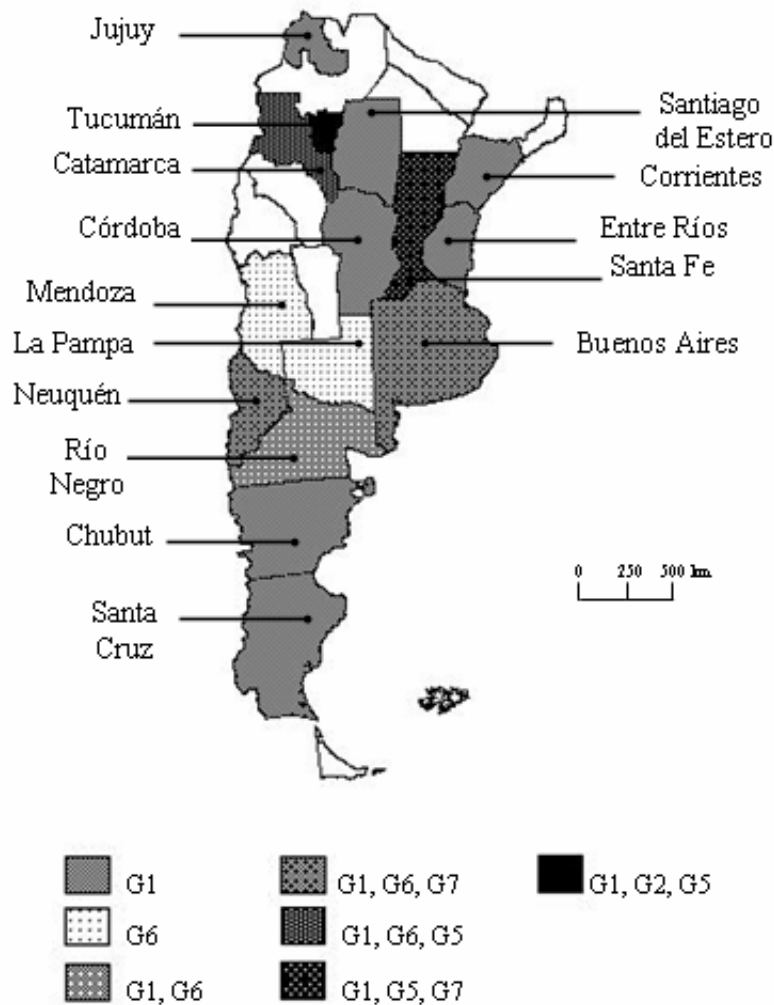 Jujuy
Tucumán
Catamarca
Córdoba
Mendoza
La Pampa
Neuquén
Río
Negro
Chubut
Santa
Cruz
Santiago
del Estero
Corrientes
Entre Ríos
Santa Fe
Buenos Aires
0 250 500 km.
G1
G6
G1, G6
G1, G6, G7
G1, G6, G5
G1, G5, G7
G1, G2, G5